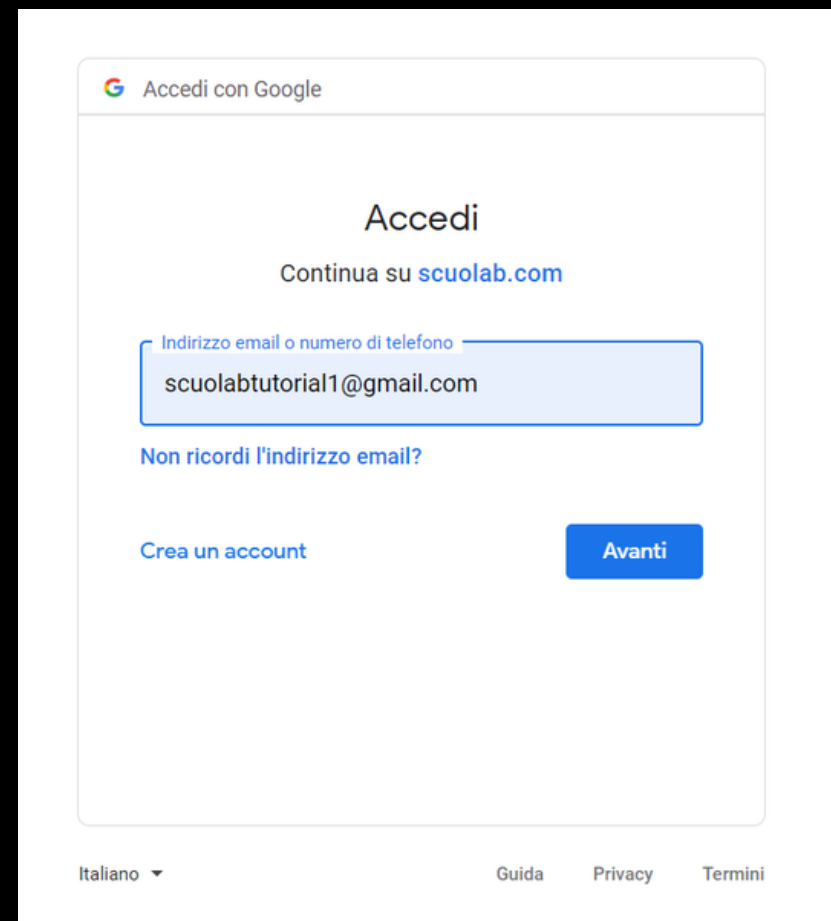 Accedi con Google
Accedi
Continua su scuolab.com
Indirizzo email o numero di telefono
scuolabtutorial1@gmail.com
Non ricordi l'indirizzo email?
Crea un account
Avanti
Italiano
Guida Privacy Termini